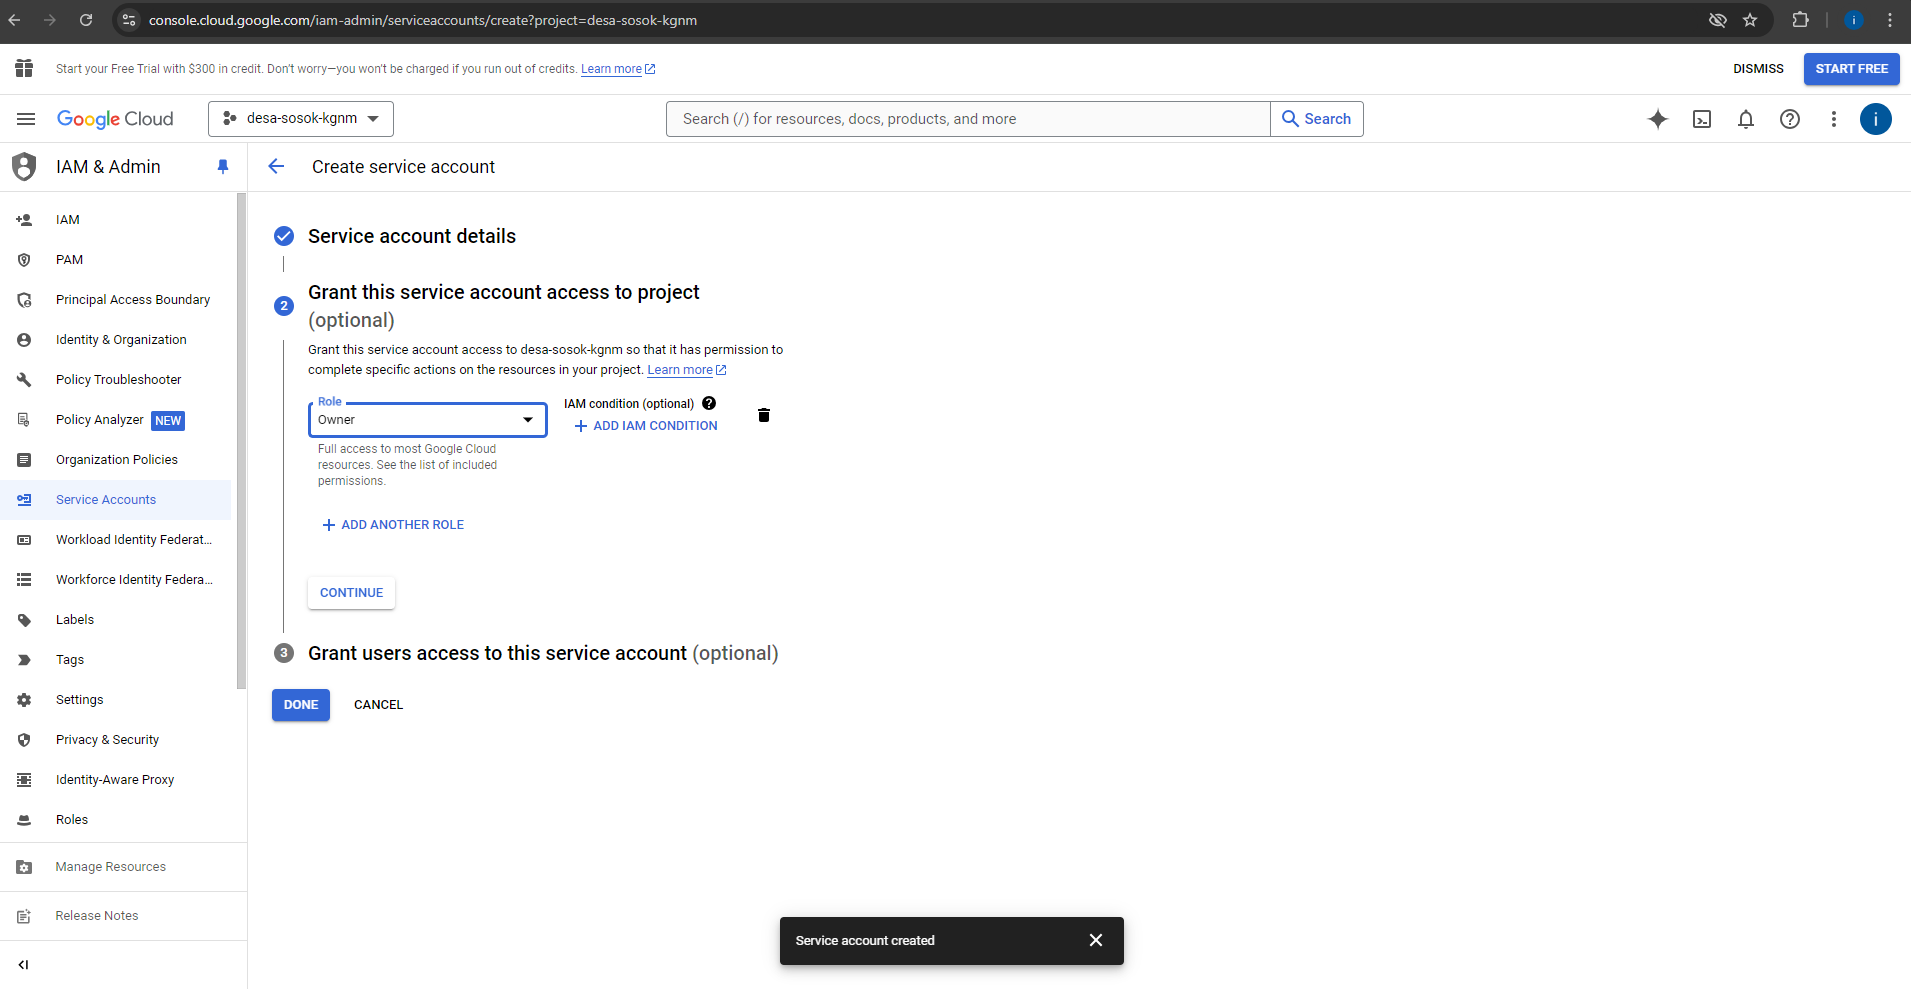 console.cloud.google.com/iam-admin/serviceaccounts/create?project=desa-sosok-kgnm
i
Start your Free Trial with $300 in credit. Don't worry—you won't be charged if you run out of credits. Learn more
DISMISS
START FREE
Google Cloud
desa-sosok-kgnm
Search (/) for resources, docs, products, and more
Search
i
IAM & Admin
Create service account
IAM
PAM
Principal Access Boundary
Identity & Organization
Policy Troubleshooter
Policy Analyzer NEW
Organization Policies
Service Accounts
Workload Identity Federat...
Workforce Identity Federa...
Labels
Tags
Settings
Privacy & Security
Identity-Aware Proxy
Roles
Manage Resources
Release Notes
Service account details
2
Grant this service account access to project
(optional)
Grant this service account access to desa-sosok-kgnm so that it has permission to
complete specific actions on the resources in your project. Learn more
Role
Owner
IAM condition (optional)
+ ADD IAM CONDITION
Full access to most Google Cloud
resources. See the list of included
permissions.
+ ADD ANOTHER ROLE
CONTINUE
3
Grant users access to this service account (optional)
DONE
CANCEL
Service account created